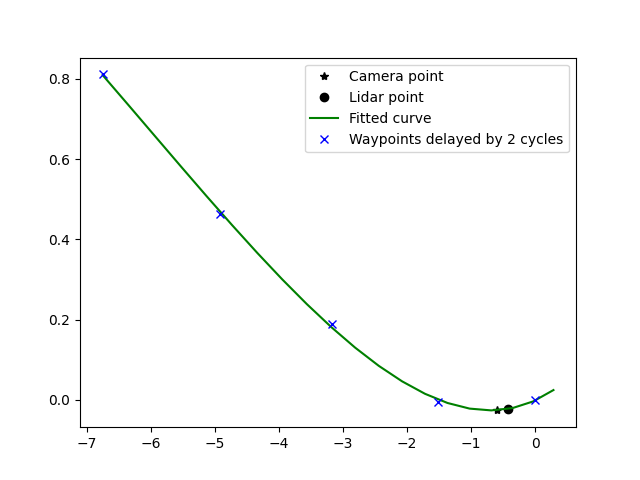 Camera point
Lidar point
Fitted curve
Waypoints delayed by 2 cycles
0.8
0.6
0.4
0.2
0.0
−7 −6 −5 −4 −3 −2 −1 0